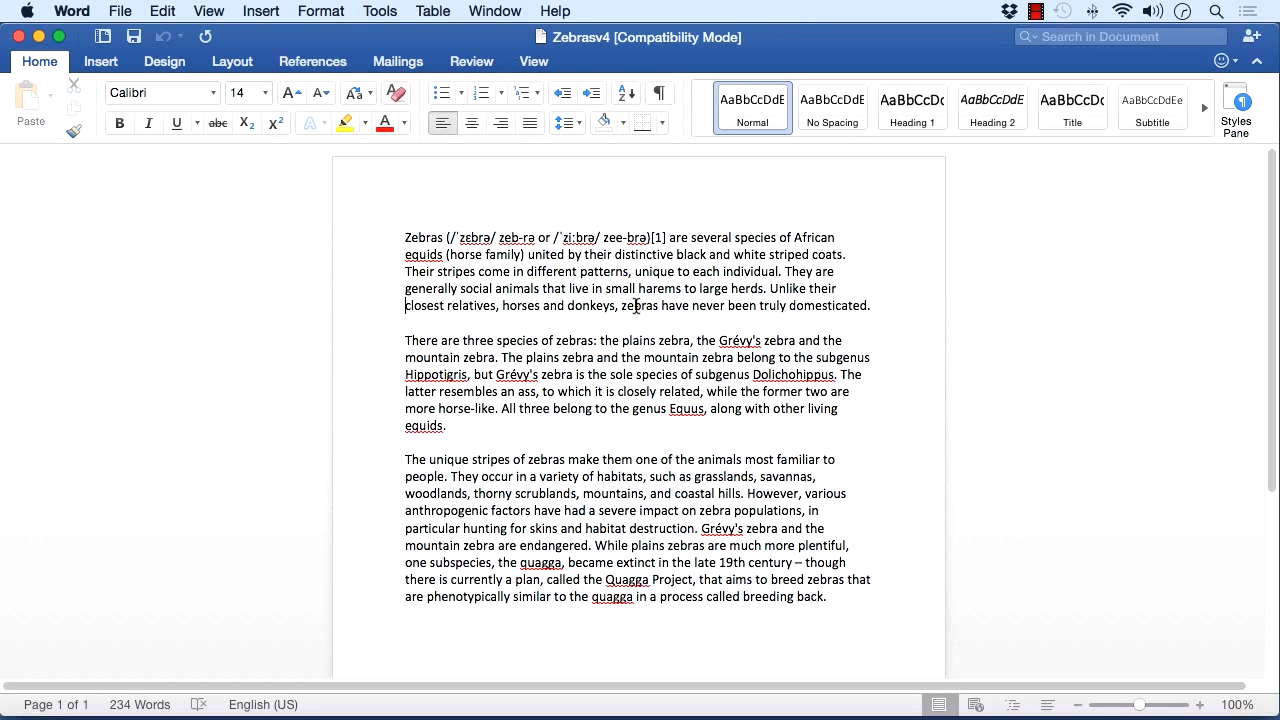 Word File Edit View Insert Format Tools Table Window Help
Zebrasv4 [Compatibility Mode]
Search in Document
Home Insert Design Layout References Mailings Review View
Paste
Calibri 14
B I U abc X2 X2 A A
AaBbCcDdE AaBbCcDdE AaBbCcDc AaBbCcDdE AaBbCcDc AaBbCcDdEe
Normal No Spacing Heading 1 Heading 2 Title Subtitle
Styles
Pane
Zebras (/ˈzɛbrə/ zeb-rə or /ˈziːbrə/ zee-brə)[1] are several species of African
equids (horse family) united by their distinctive black and white striped coats.
Their stripes come in different patterns, unique to each individual. They are
generally social animals that live in small harems to large herds. Unlike their
closest relatives, horses and donkeys, zebras have never been truly domesticated.
There are three species of zebras: the plains zebra, the Grévy's zebra and the
mountain zebra. The plains zebra and the mountain zebra belong to the subgenus
Hippotigris, but Grévy's zebra is the sole species of subgenus Dolichohippus. The
latter resembles an ass, to which it is closely related, while the former two are
more horse-like. All three belong to the genus Equus, along with other living
equids.
The unique stripes of zebras make them one of the animals most familiar to
people. They occur in a variety of habitats, such as grasslands, savannas,
woodlands, thorny scrublands, mountains, and coastal hills. However, various
anthropogenic factors have had a severe impact on zebra populations, in
particular hunting for skins and habitat destruction. Grévy's zebra and the
mountain zebra are endangered. While plains zebras are much more plentiful,
one subspecies, the quagga, became extinct in the late 19th century – though
there is currently a plan, called the Quagga Project, that aims to breed zebras that
are phenotypically similar to the quagga in a process called breeding back.
Page 1 of 1 234 Words English (US) 100%